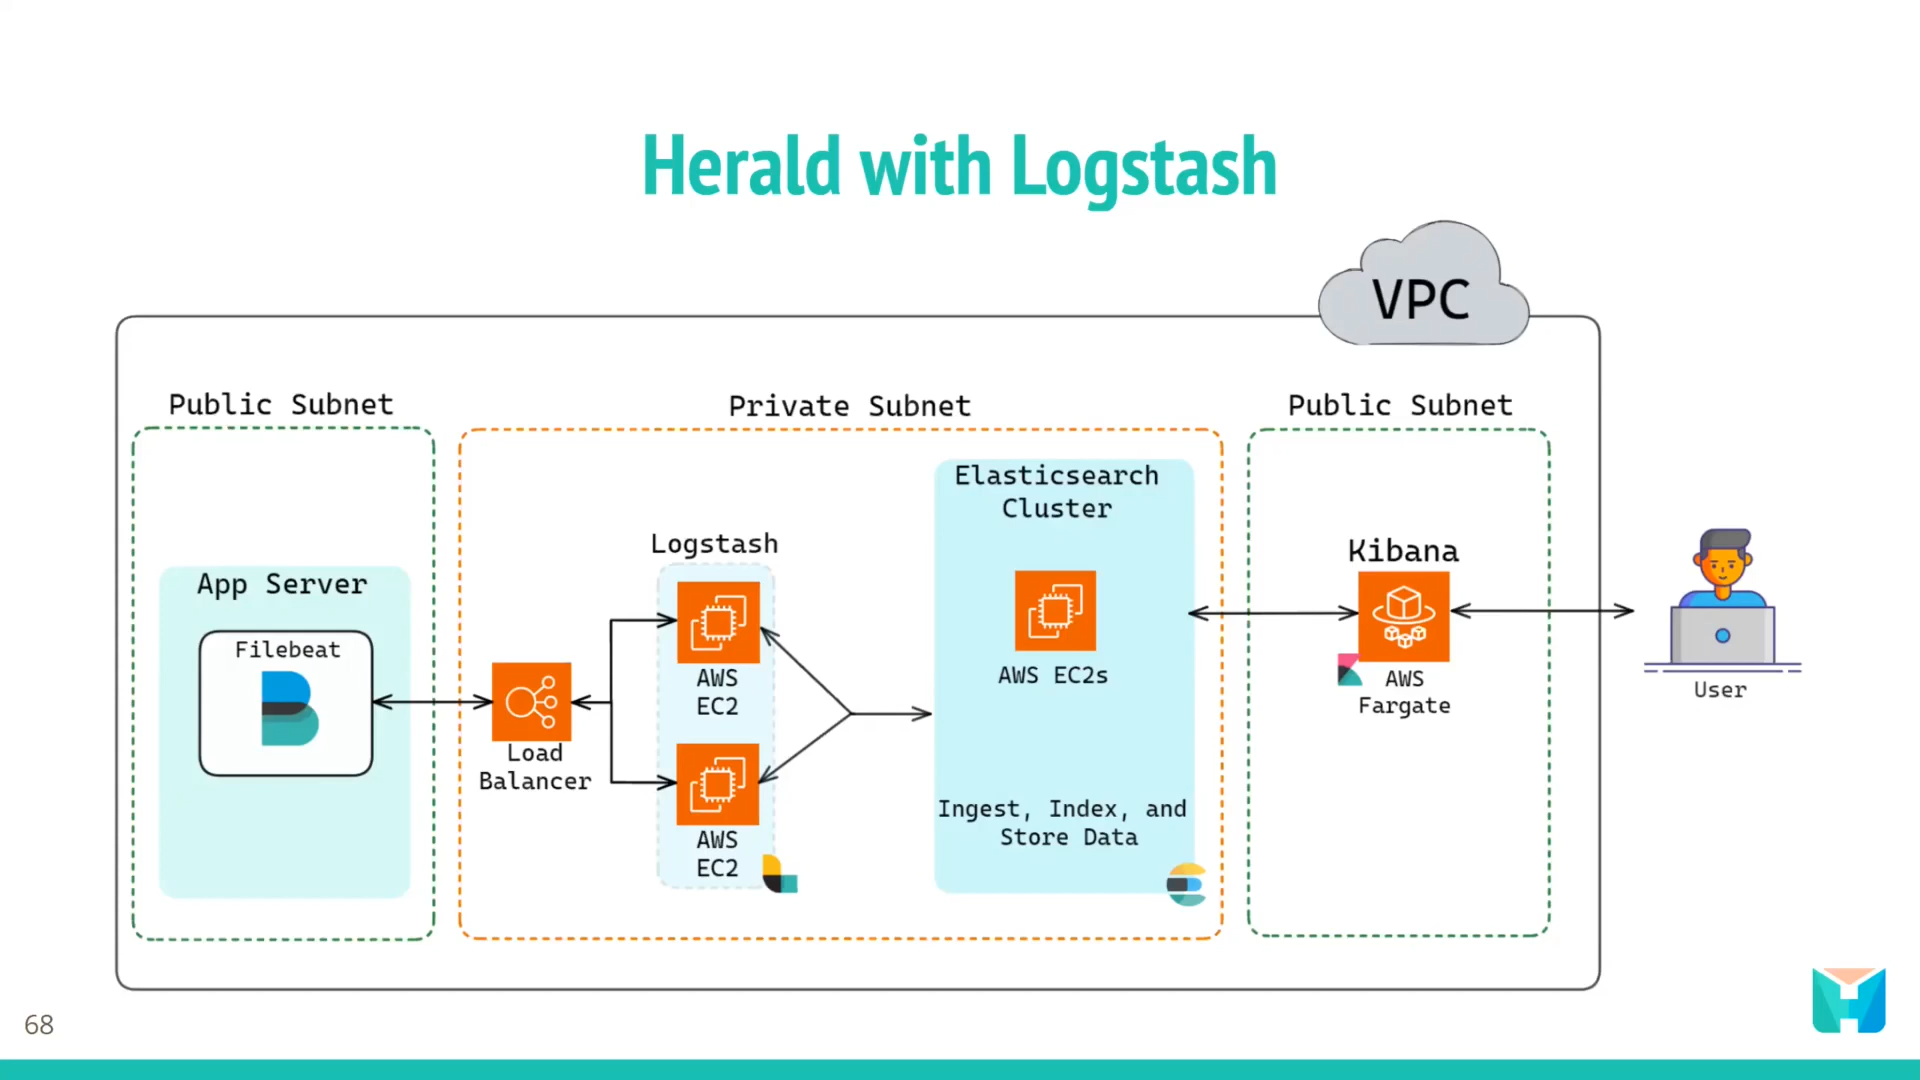 Herald with Logstash
VPC
Public Subnet
Private Subnet
Public Subnet
App Server
Filebeat
Load
Balancer
Logstash
AWS
EC2
AWS
EC2
Elasticsearch
Cluster
AWS EC2s
Ingest, Index, and
Store Data
Kibana
AWS
Fargate
User
68